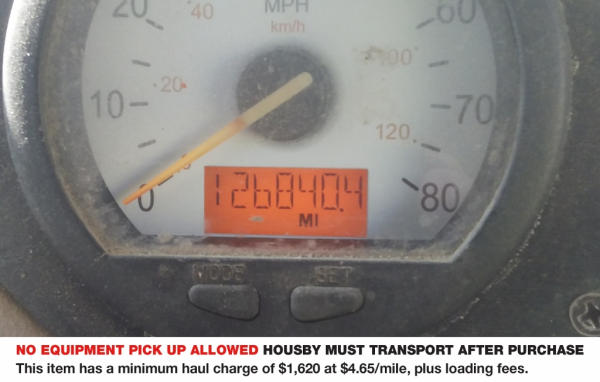 20 MPH 60
40 km/h 100
20
10 70
120
0 126840.4 80
MI
MODE SET
NO EQUIPMENT PICK UP ALLOWED HOUSBY MUST TRANSPORT AFTER PURCHASE
This item has a minimum haul charge of $1,620 at $4.65/mile, plus loading fees.